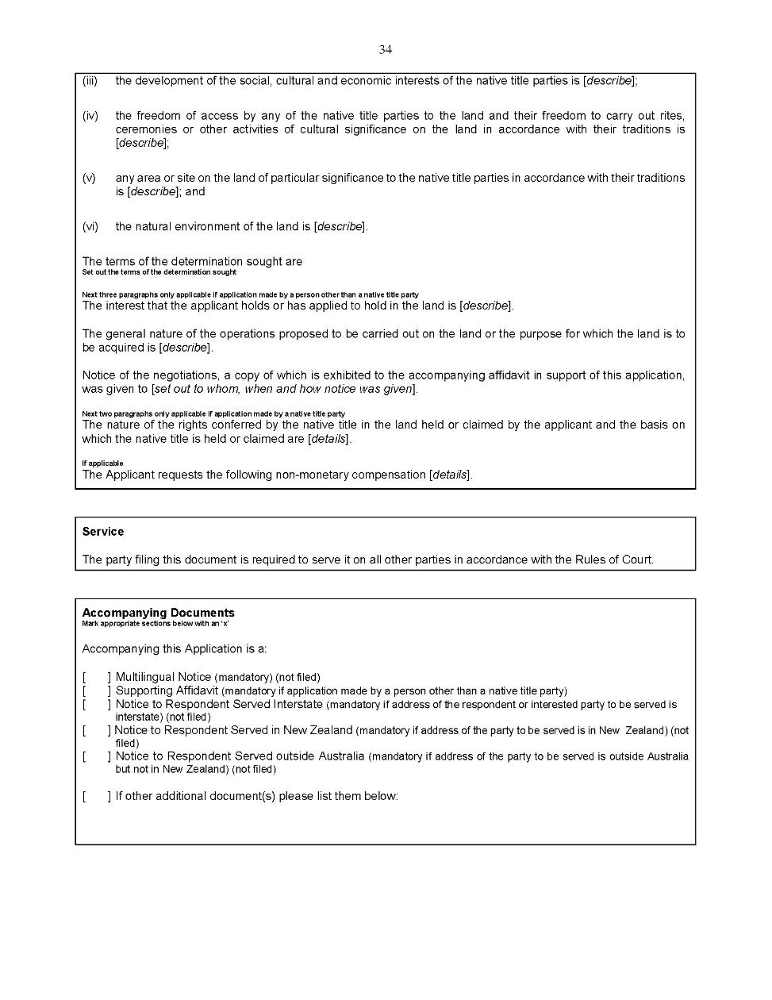 34
(iii) the development of the social, cultural and economic interests of the native title parties is [describe];
(iv) the freedom of access by any of the native title parties to the land and their freedom to carry out rites,
ceremonies or other activities of cultural significance on the land in accordance with their traditions is
[describe];
(v) any area or site on the land of particular significance to the native title parties in accordance with their traditions
is [describe]; and
(vi) the natural environment of the land is [describe].
The terms of the determination sought are
Set out the terms of the determination sought
Next three paragraphs only applicable if application made by a person other than a native title party
The interest that the applicant holds or has applied to hold in the land is [describe].
The general nature of the operations proposed to be carried out on the land or the purpose for which the land is to
be acquired is [describe].
Notice of the negotiations, a copy of which is exhibited to the accompanying affidavit in support of this application,
was given to [set out to whom, when and how notice was given].
Next two paragraphs only applicable if application made by a native title party
The nature of the rights conferred by the native title in the land held or claimed by the applicant and the basis on
which the native title is held or claimed are [details].
If applicable
The Applicant requests the following non-monetary compensation [details].
Service
The party filing this document is required to serve it on all other parties in accordance with the Rules of Court.
Accompanying Documents
Mark appropriate sections below with an 'x'
Accompanying this Application is a:
[ ] Multilingual Notice (mandatory) (not filed)
[ ] Supporting Affidavit (mandatory if application made by a person other than a native title party)
[ ] Notice to Respondent Served Interstate (mandatory if address of the respondent or interested party to be served is
interstate) (not filed)
[ ] Notice to Respondent Served in New Zealand (mandatory if address of the party to be served is in New Zealand) (not
filed)
[ ] Notice to Respondent Served outside Australia (mandatory if address of the party to be served is outside Australia
but not in New Zealand) (not filed)
[ ] If other additional document(s) please list them below: